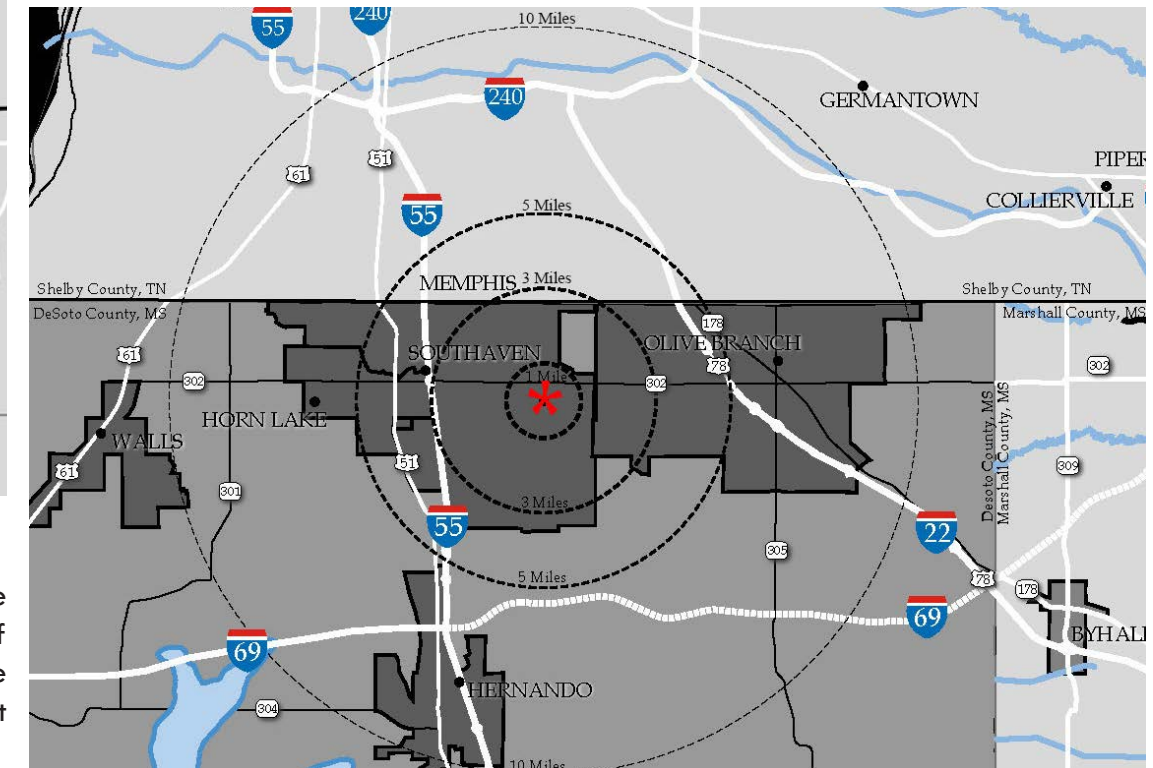 10 Miles
55
240
240
GERMANTOWN
51
PIPER
61
COLLIERVILLE
55
5 Miles
MEMPHIS
3 Miles
Shelby County, TN
Shelby County, TN
DeSoto County, MS
Marshall County, MS
178
61
SOUTHAVEN
OLIVE BRANCH
78
302
1 Mile
302
302
HORN LAKE
WALLS
Desoto County, MS
Marshall County, MS
61
51
309
301
3 Miles
55
22
305
5 Miles
78
178
e
f
69
69
BYHALI
e
HERNANDO
304
t
10 Miles